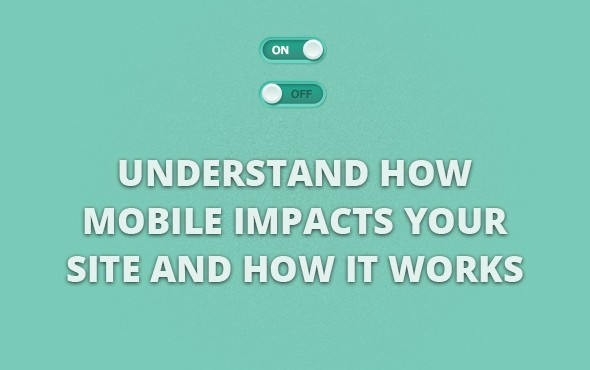 ON
OFF
UNDERSTAND HOW
MOBILE IMPACTS YOUR
SITE AND HOW IT WORKS